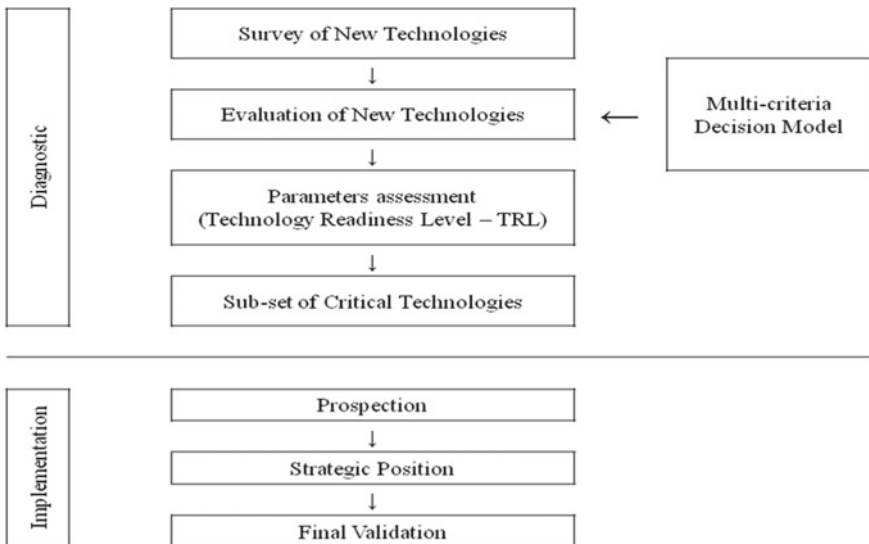 Diagnostic
Survey of New Technologies
↓
Evaluation of New Technologies
←
Multi-criteria
Decision Model
↓
Parameters assessment
(Technology Readiness Level – TRL)
↓
Sub-set of Critical Technologies
Implementation
Prospection
↓
Strategic Position
↓
Final Validation